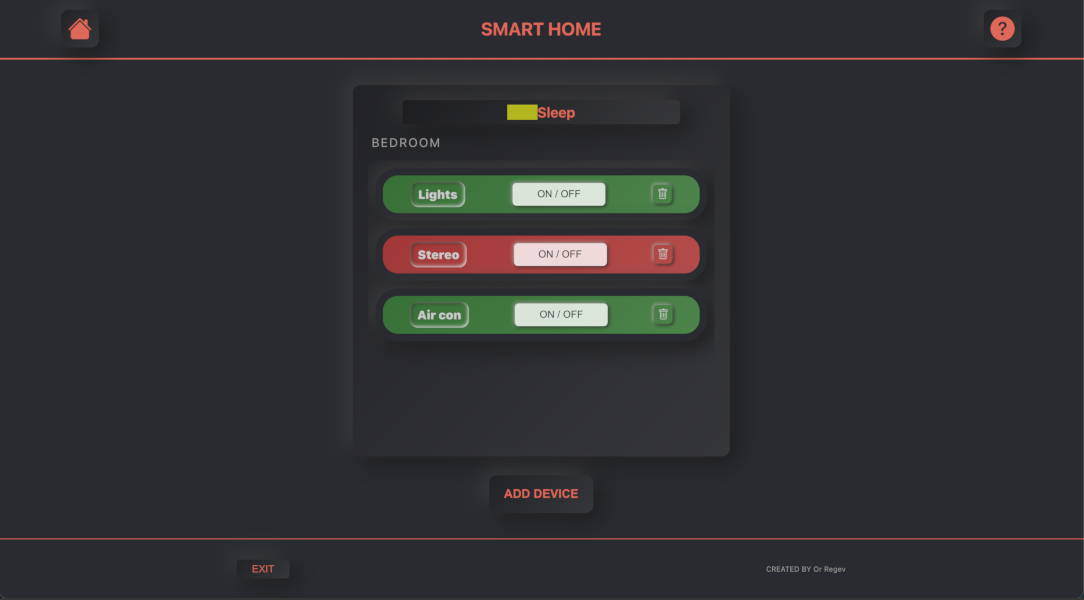 SMART HOME
?
Sleep
BEDROOM
Lights ON / OFF
Stereo ON / OFF
Air con ON / OFF
ADD DEVICE
EXIT
CREATED BY Or Regev